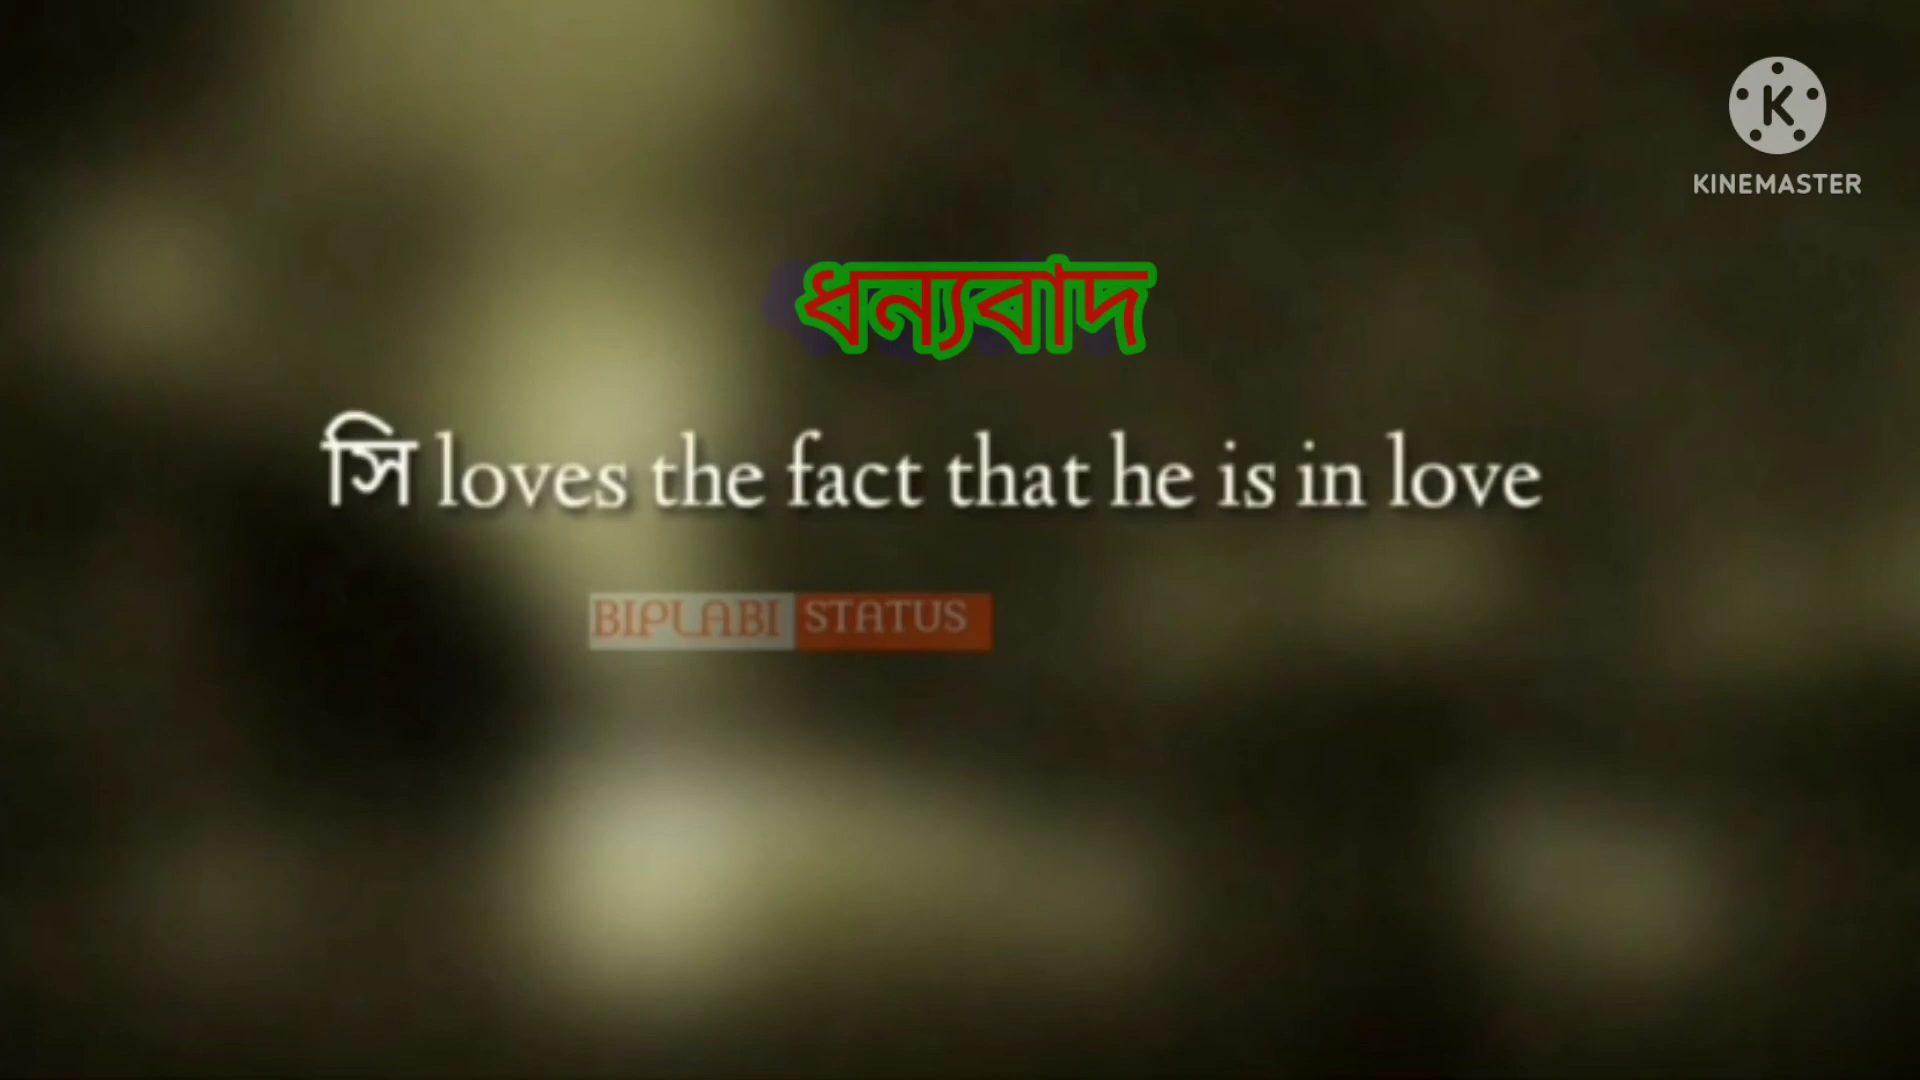 K
KINEMASTER
ধন্যবাদ
সি loves the fact that he is in love
BIPLABI STATUS